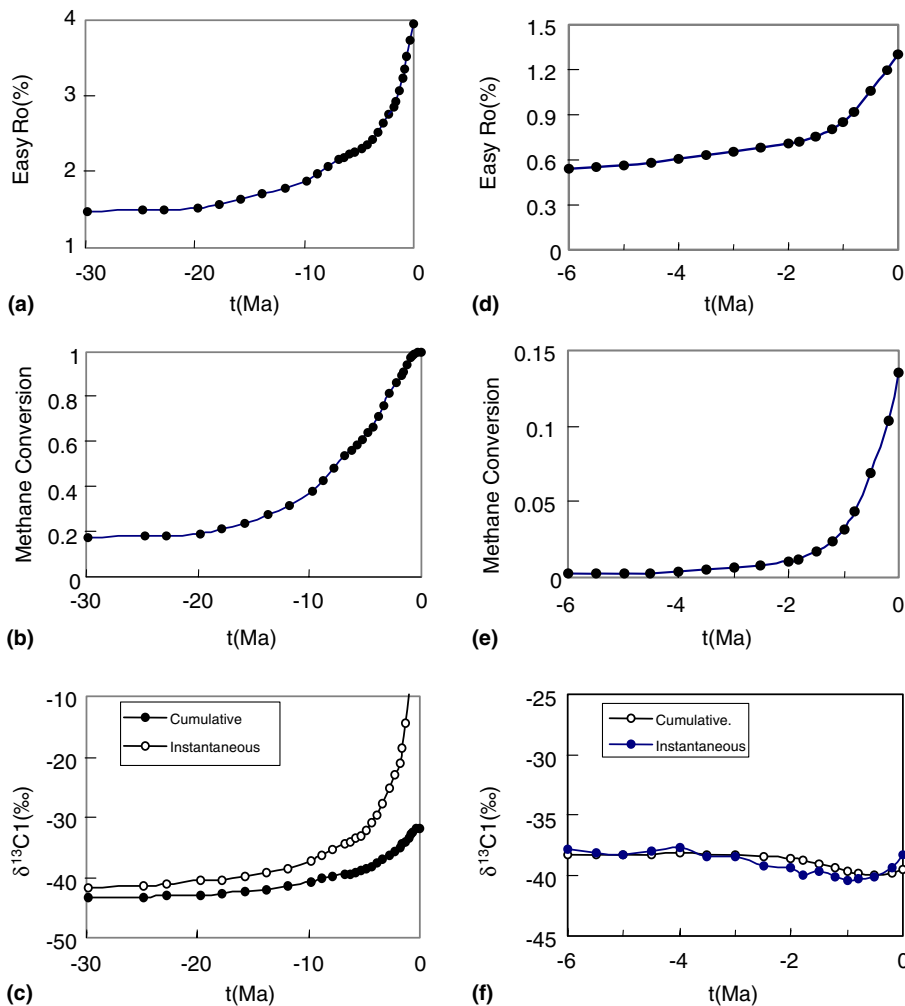 4
3
2
1
Easy Ro(%)
-30
-20
-10
0
t(Ma)
(a)
1.5
1.2
0.9
0.6
0.3
0
Easy Ro(%)
-6
-4
-2
0
t(Ma)
(d)
1
0.8
0.6
0.4
0.2
0
Methane Conversion
-30
-20
-10
0
t(Ma)
(b)
0.15
0.1
0.05
0
Methane Conversion
-6
-4
-2
0
t(Ma)
(e)
-10
-20
-30
-40
-50
δ¹³C1(‰)
Cumulative
Instantaneous
-30
-20
-10
0
t(Ma)
(c)
-25
-30
-35
-40
-45
δ¹³C1(‰)
Cumulative.
Instantaneous
-6
-4
-2
0
t(Ma)
(f)